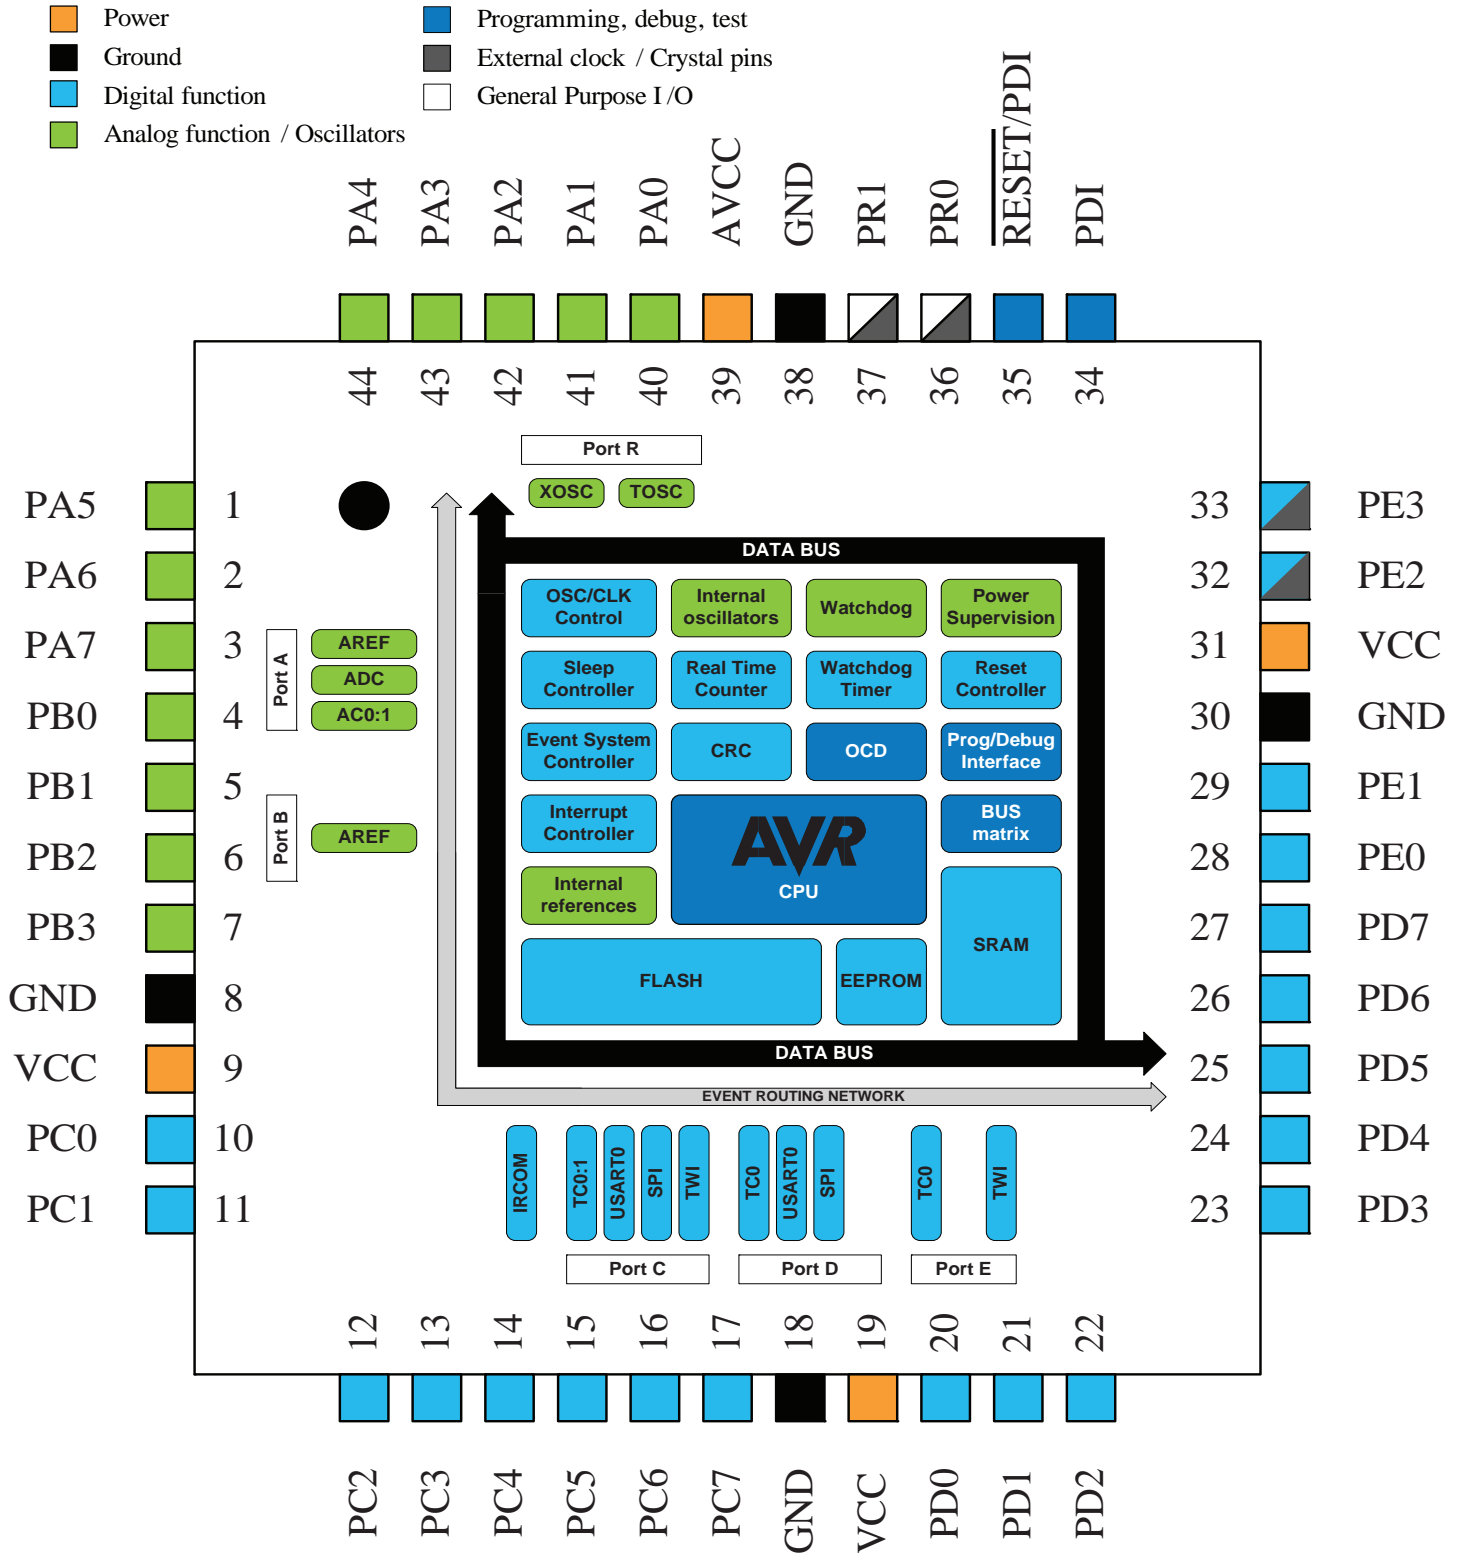 Power
Ground
Digital function
Analog function / Oscillators
Programming, debug, test
External clock / Crystal pins
General Purpose I /O
PA4
PA3
PA2
PA1
PA0
AVCC
GND
PR1
PR0
RESET/PDI
PDI
44
43
42
41
40
39
38
37
36
35
34
PA5 1
PA6 2
PA7 3
PB0 4
PB1 5
PB2 6
PB3 7
GND 8
VCC 9
PC0 10
PC1 11
Port R
XOSC
TOSC
Port A
AREF
ADC
AC0:1
Port B
AREF
DATA BUS
OSC/CLK
Control
Internal
oscillators
Watchdog
Power
Supervision
Sleep
Controller
Real Time
Counter
Watchdog
Timer
Reset
Controller
Event System
Controller
CRC
OCD
Prog/Debug
Interface
Interrupt
Controller
AVR
CPU
BUS
matrix
Internal
references
SRAM
FLASH
EEPROM
DATA BUS
EVENT ROUTING NETWORK
IRCOM
TC0:1
USART0
SPI
TWI
TC0
USART0
SPI
TC0
TWI
Port C
Port D
Port E
33 PE3
32 PE2
31 VCC
30 GND
29 PE1
28 PE0
27 PD7
26 PD6
25 PD5
24 PD4
23 PD3
12
13
14
15
16
17
18
19
20
21
22
PC2
PC3
PC4
PC5
PC6
PC7
GND
VCC
PD0
PD1
PD2